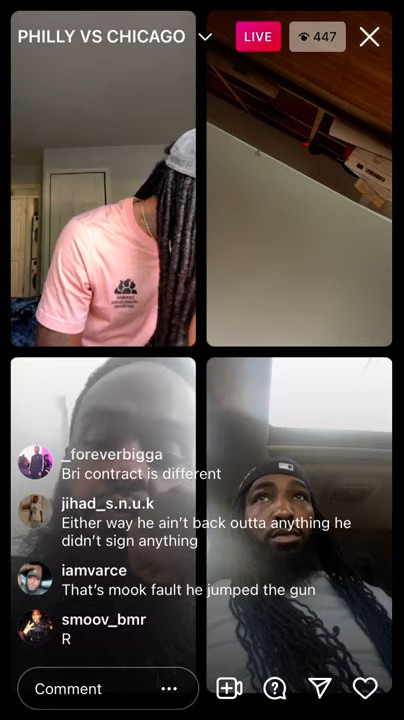 PHILLY VS CHICAGO
LIVE
447
_foreverbigga
Bri contract is different
jihad_s.n.u.k
Either way he ain't back outta anything he
didn't sign anything
iamvarce
That's mook fault he jumped the gun
smoov_bmr
R
Comment